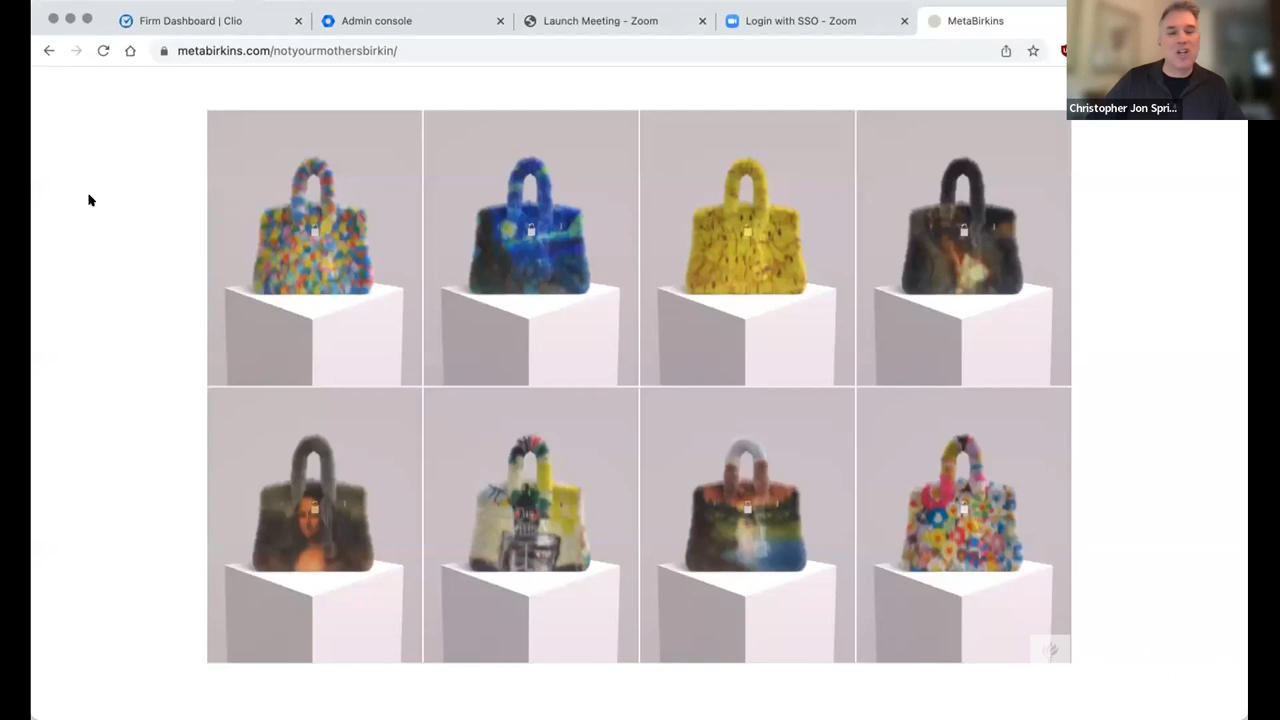 Firm Dashboard | Clio
Admin console
Launch Meeting - Zoom
Login with SSO - Zoom
MetaBirkins
metabirkins.com/notyourmothersbirkin/
Christopher Jon Spri...